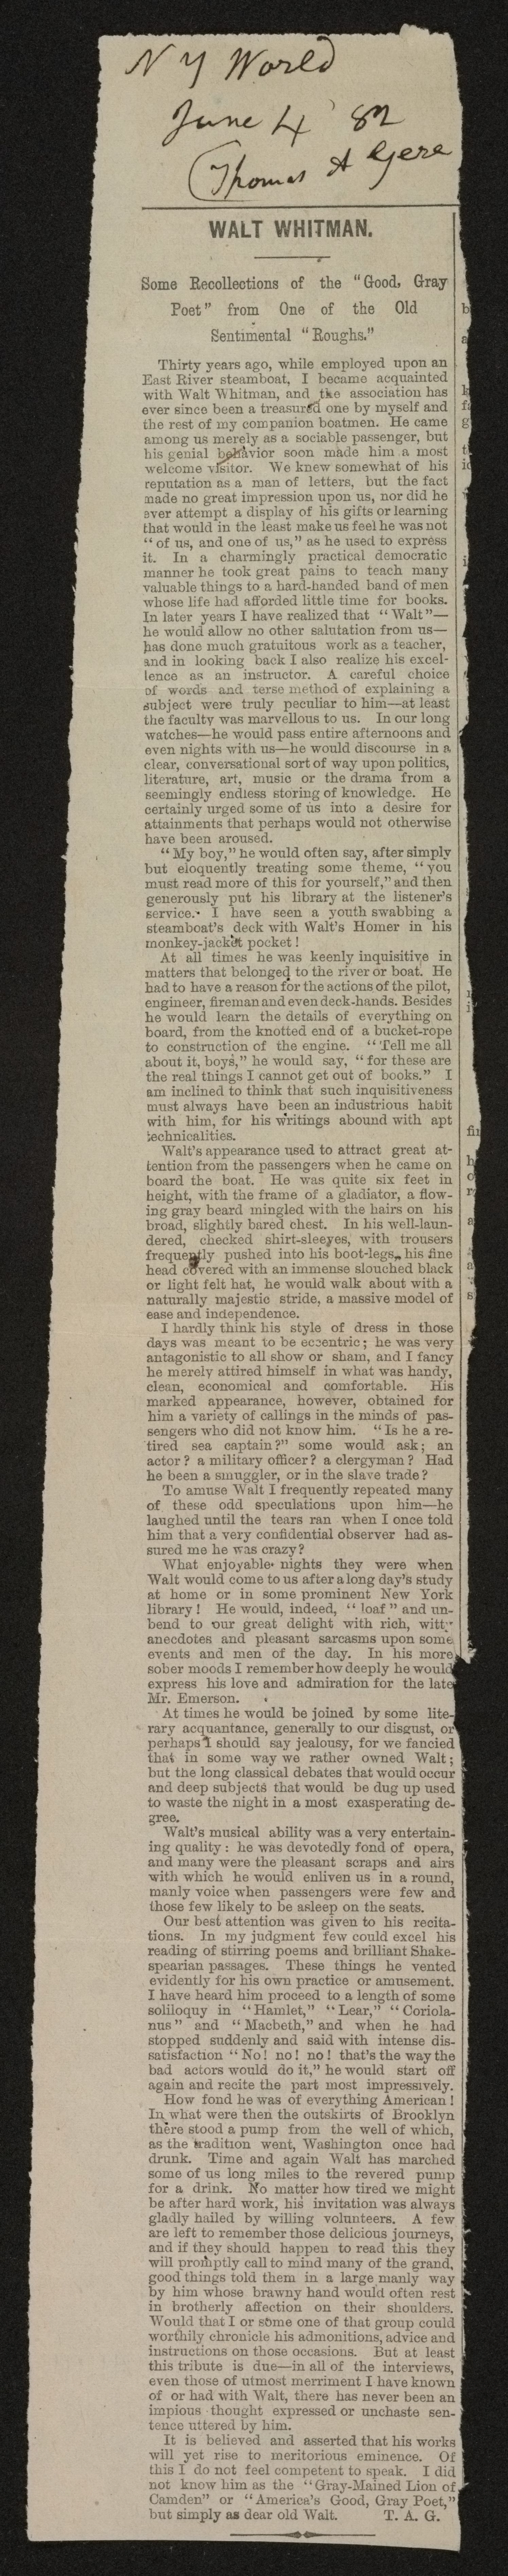 N Y World
June 4 '82
(Thomas A Gere
WALT WHITMAN.
Some Recollections of the "Good, Gray
Poet" from One of the Old
Sentimental "Roughs."
Thirty years ago, while employed upon an
East River steamboat, I became acquainted
with Walt Whitman, and the association has
ever since been a treasured one by myself and
the rest of my companion boatmen. He came
among us merely as a sociable passenger, but
his genial behavior soon made him a most
welcome visitor. We knew somewhat of his
reputation as a man of letters, but the fact
made no great impression upon us, nor did he
ever attempt a display of his gifts or learning
that would in the least make us feel he was not
"of us, and one of us," as he used to express
it. In a charmingly practical democratic
manner he took great pains to teach many
valuable things to a hard-handed band of men
whose life had afforded little time for books.
In later years I have realized that "Walt"—
he would allow no other salutation from us—
has done much gratuitous work as a teacher,
and in looking back I also realize his excel-
lence as an instructor. A careful choice
of words and terse method of explaining a
subject were truly peculiar to him—at least
the faculty was marvellous to us. In our long
watches—he would pass entire afternoons and
even nights with us—he would discourse in a
clear, conversational sort of way upon politics,
literature, art, music or the drama from a
seemingly endless storing of knowledge. He
certainly urged some of us into a desire for
attainments that perhaps would not otherwise
have been aroused.
"My boy," he would often say, after simply
but eloquently treating some theme, "you
must read more of this for yourself," and then
generously put his library at the listener's
service. I have seen a youth swabbing a
steamboat's deck with Walt's Homer in his
monkey-jacket pocket!
At all times he was keenly inquisitive in
matters that belonged to the river or boat. He
had to have a reason for the actions of the pilot,
engineer, fireman and even deck-hands. Besides
he would learn the details of everything on
board, from the knotted end of a bucket-rope
to construction of the engine. "Tell me all
about it, boys," he would say, "for these are
the real things I cannot get out of books." I
am inclined to think that such inquisitiveness
must always have been an industrious habit
with him, for his writings abound with apt
technicalities.
Walt's appearance used to attract great at-
tention from the passengers when he came on
board the boat. He was quite six feet in
height, with the frame of a gladiator, a flow-
ing gray beard mingled with the hairs on his
broad, slightly bared chest. In his well-laun-
dered, checked shirt-sleeves, with trousers
frequently pushed into his boot-legs, his fine
head covered with an immense slouched black
or light felt hat, he would walk about with a
naturally majestic stride, a massive model of
ease and independence.
I hardly think his style of dress in those
days was meant to be eccentric; he was very
antagonistic to all show or sham, and I fancy
he merely attired himself in what was handy,
clean, economical and comfortable. His
marked appearance, however, obtained for
him a variety of callings in the minds of pas-
sengers who did not know him. "Is he a re-
tired sea captain?" some would ask; an
actor? a military officer? a clergyman? Had
he been a smuggler, or in the slave trade?
To amuse Walt I frequently repeated many
of these odd speculations upon him—he
laughed until the tears ran when I once told
him that a very confidential observer had as-
sured me he was crazy?
What enjoyable nights they were when
Walt would come to us after a long day's study
at home or in some prominent New York
library! He would, indeed, "loaf" and un-
bend to our great delight with rich, witty
anecdotes and pleasant sarcasms upon some
events and men of the day. In his more
sober moods I remember how deeply he would
express his love and admiration for the late
Mr. Emerson.
At times he would be joined by some lite-
rary acquantance, generally to our disgust, or
perhaps I should say jealousy, for we fancied
that in some way we rather owned Walt;
but the long classical debates that would occur
and deep subjects that would be dug up used
to waste the night in a most exasperating de-
gree.
Walt's musical ability was a very entertain-
ing quality: he was devotedly fond of opera,
and many were the pleasant scraps and airs
with which he would enliven us in a round,
manly voice when passengers were few and
those few likely to be asleep on the seats.
Our best attention was given to his recita-
tions. In my judgment few could excel his
reading of stirring poems and brilliant Shake-
spearian passages. These things he vented
evidently for his own practice or amusement.
I have heard him proceed to a length of some
soliloquy in "Hamlet," "Lear," "Coriola-
nus" and "Macbeth," and when he had
stopped suddenly and said with intense dis-
satisfaction "No! no! no! that's the way the
bad actors would do it," he would start off
again and recite the part most impressively.
How fond he was of everything American!
In what were then the outskirts of Brooklyn
there stood a pump from the well of which,
as the tradition went, Washington once had
drunk. Time and again Walt has marched
some of us long miles to the revered pump
for a drink. No matter how tired we might
be after hard work, his invitation was always
gladly hailed by willing volunteers. A few
are left to remember those delicious journeys,
and if they should happen to read this they
will promptly call to mind many of the grand,
good things told them in a large manly way
by him whose brawny hand would often rest
in brotherly affection on their shoulders.
Would that I or some one of that group could
worthily chronicle his admonitions, advice and
instructions on those occasions. But at least
this tribute is due—in all of the interviews,
even those of utmost merriment I have known
of or had with Walt, there has never been an
impious thought expressed or unchaste sen-
tence uttered by him.
It is believed and asserted that his works
will yet rise to meritorious eminence. Of
this I do not feel competent to speak. I did
not know him as the "Gray-Mained Lion of
Camden" or "America's Good, Gray Poet,"
but simply as dear old Walt. T. A. G.